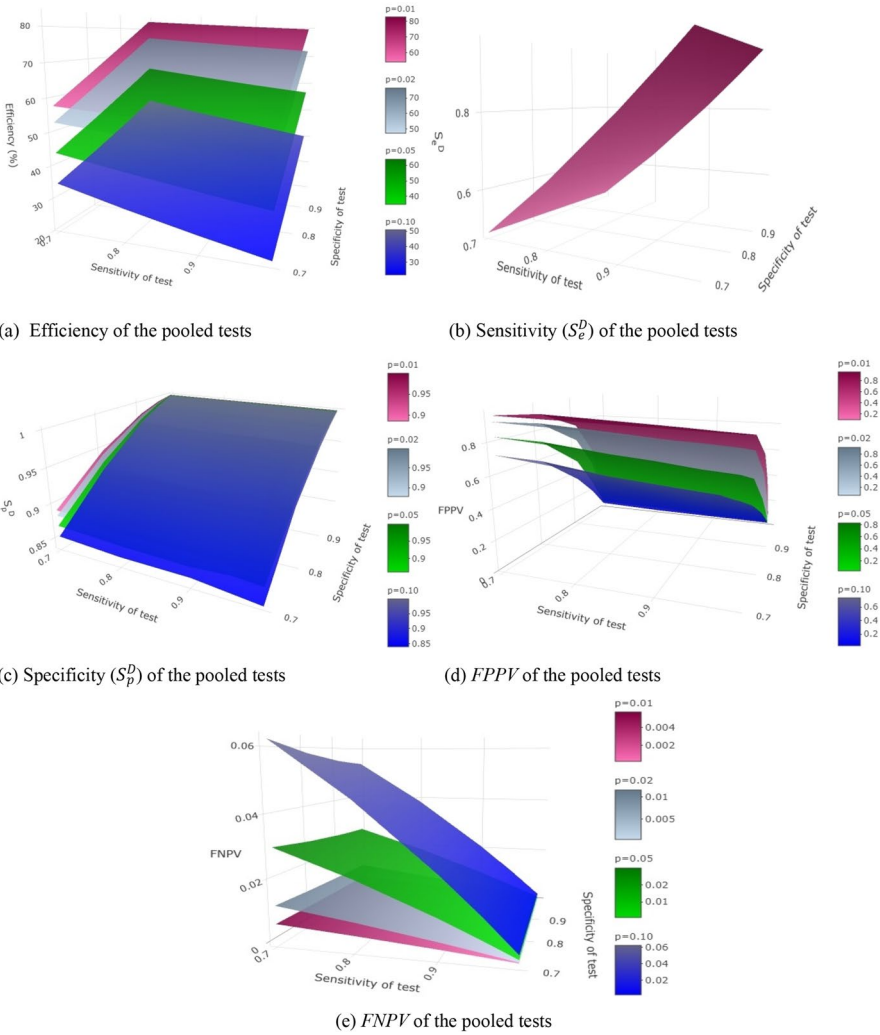 80
70
60
50
40
30
20
0.7
Efficiency (%)
0.8
0.9
Sensitivity of test
0.7
0.8
0.9
Specificity of test
p=0.01
80
70
60
p=0.02
70
60
50
p=0.05
60
50
40
p=0.10
50
40
30
0.8
0.6
0.7
0.8
0.9
Sensitivity of test
0.7
0.8
0.9
Specificity of test
(a) Efficiency of the pooled tests
(b) Sensitivity (S_e^D) of the pooled tests
1
0.95
0.9
0.85
0.7
0.8
0.9
Sensitivity of test
0.7
0.8
0.9
Specificity of test
p=0.01
0.95
0.9
p=0.02
0.95
0.9
p=0.05
0.95
0.9
p=0.10
0.95
0.9
0.85
FPPV
0.8
0.6
0.4
0.2
0
0.7
0.8
0.9
Sensitivity of test
0.7
0.8
0.9
Specificity of test
p=0.01
0.8
0.6
0.4
0.2
p=0.02
0.8
0.6
0.4
0.2
p=0.05
0.8
0.6
0.4
0.2
p=0.10
0.6
0.4
0.2
(c) Specificity (S_p^D) of the pooled tests
(d) FPPV of the pooled tests
0.06
0.04
0.02
0
FNPV
0.7
0.8
0.9
Sensitivity of test
0.7
0.8
0.9
Specificity of test
p=0.01
0.004
0.002
p=0.02
0.01
0.005
p=0.05
0.02
0.01
p=0.10
0.06
0.04
0.02
(e) FNPV of the pooled tests